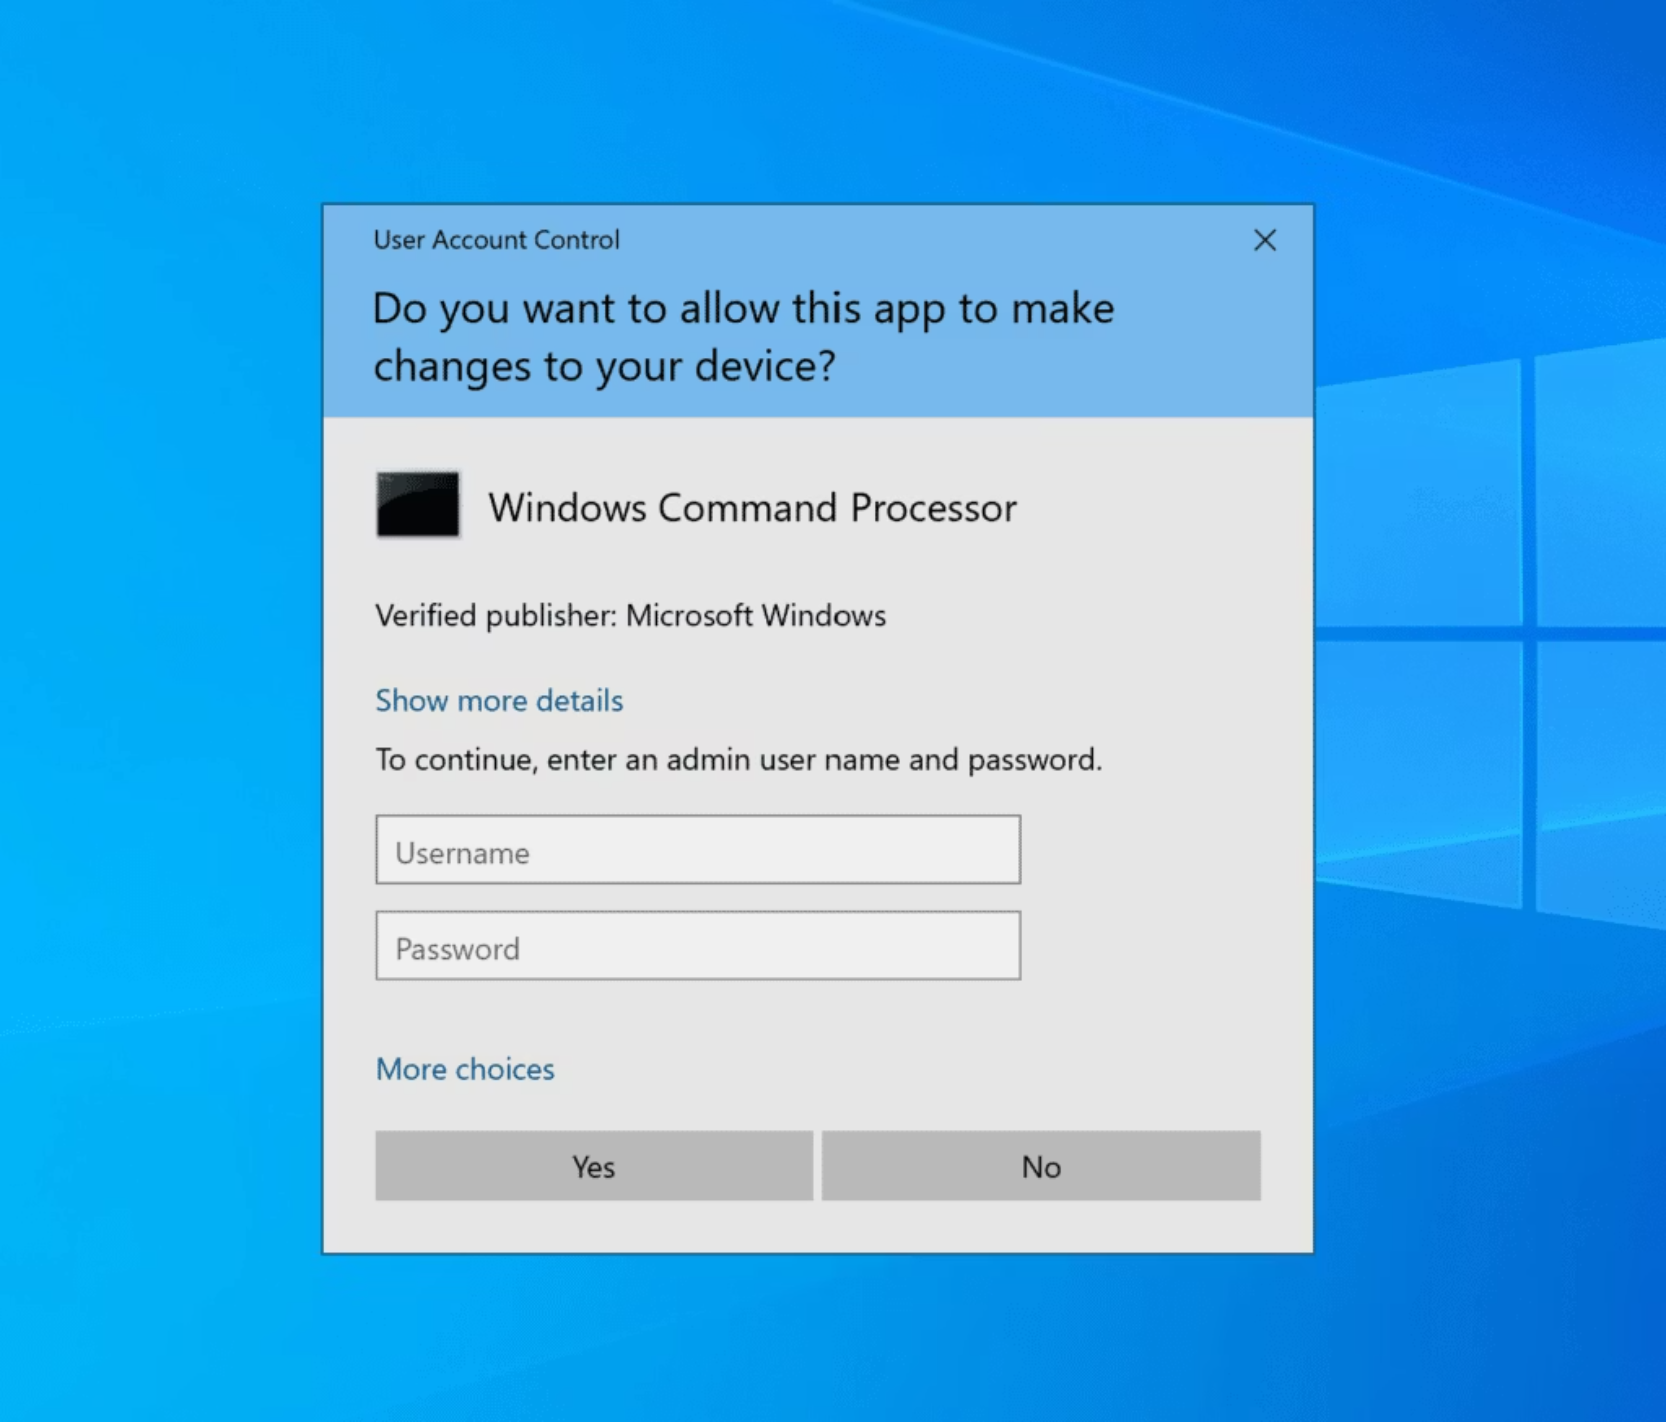 User Account Control
Do you want to allow this app to make
changes to your device?
Windows Command Processor
Verified publisher: Microsoft Windows
Show more details
To continue, enter an admin user name and password.
Username
Password
More choices
Yes
No